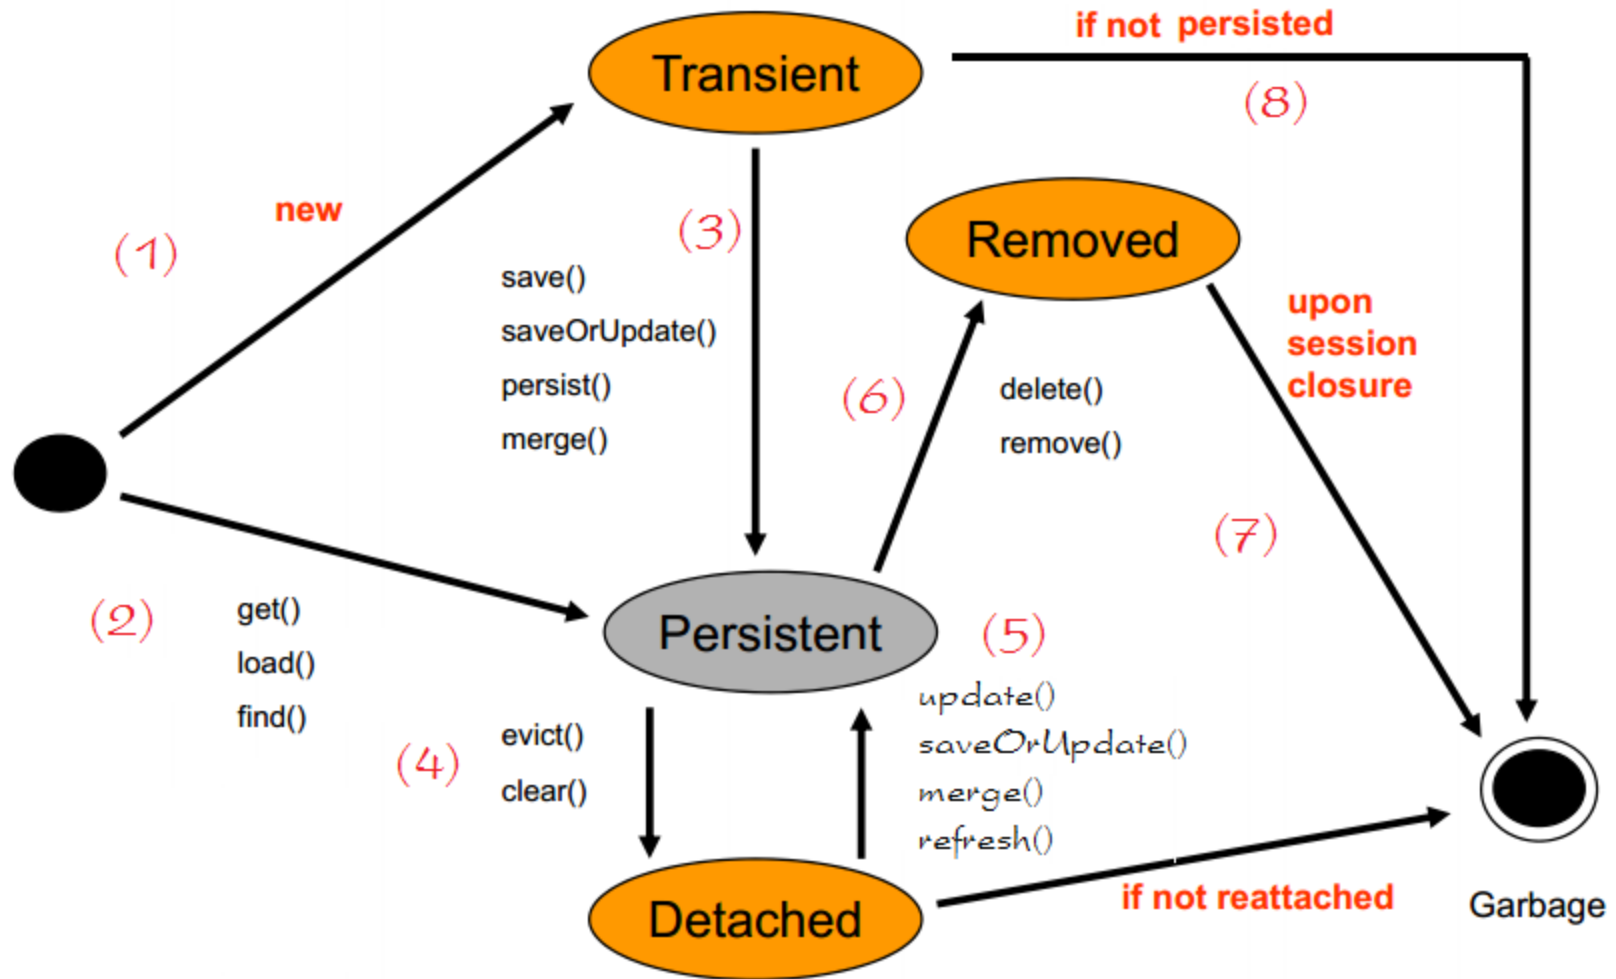 if not persisted
Transient
(8)
new
(1)
(3)
Removed
save()
saveOrUpdate()
persist()
merge()
upon
session
closure
(6)
delete()
remove()
(7)
(2)
get()
load()
find()
Persistent
(5)
update()
saveOrUpdate()
merge()
refresh()
(4)
evict()
clear()
Detached
if not reattached
Garbage